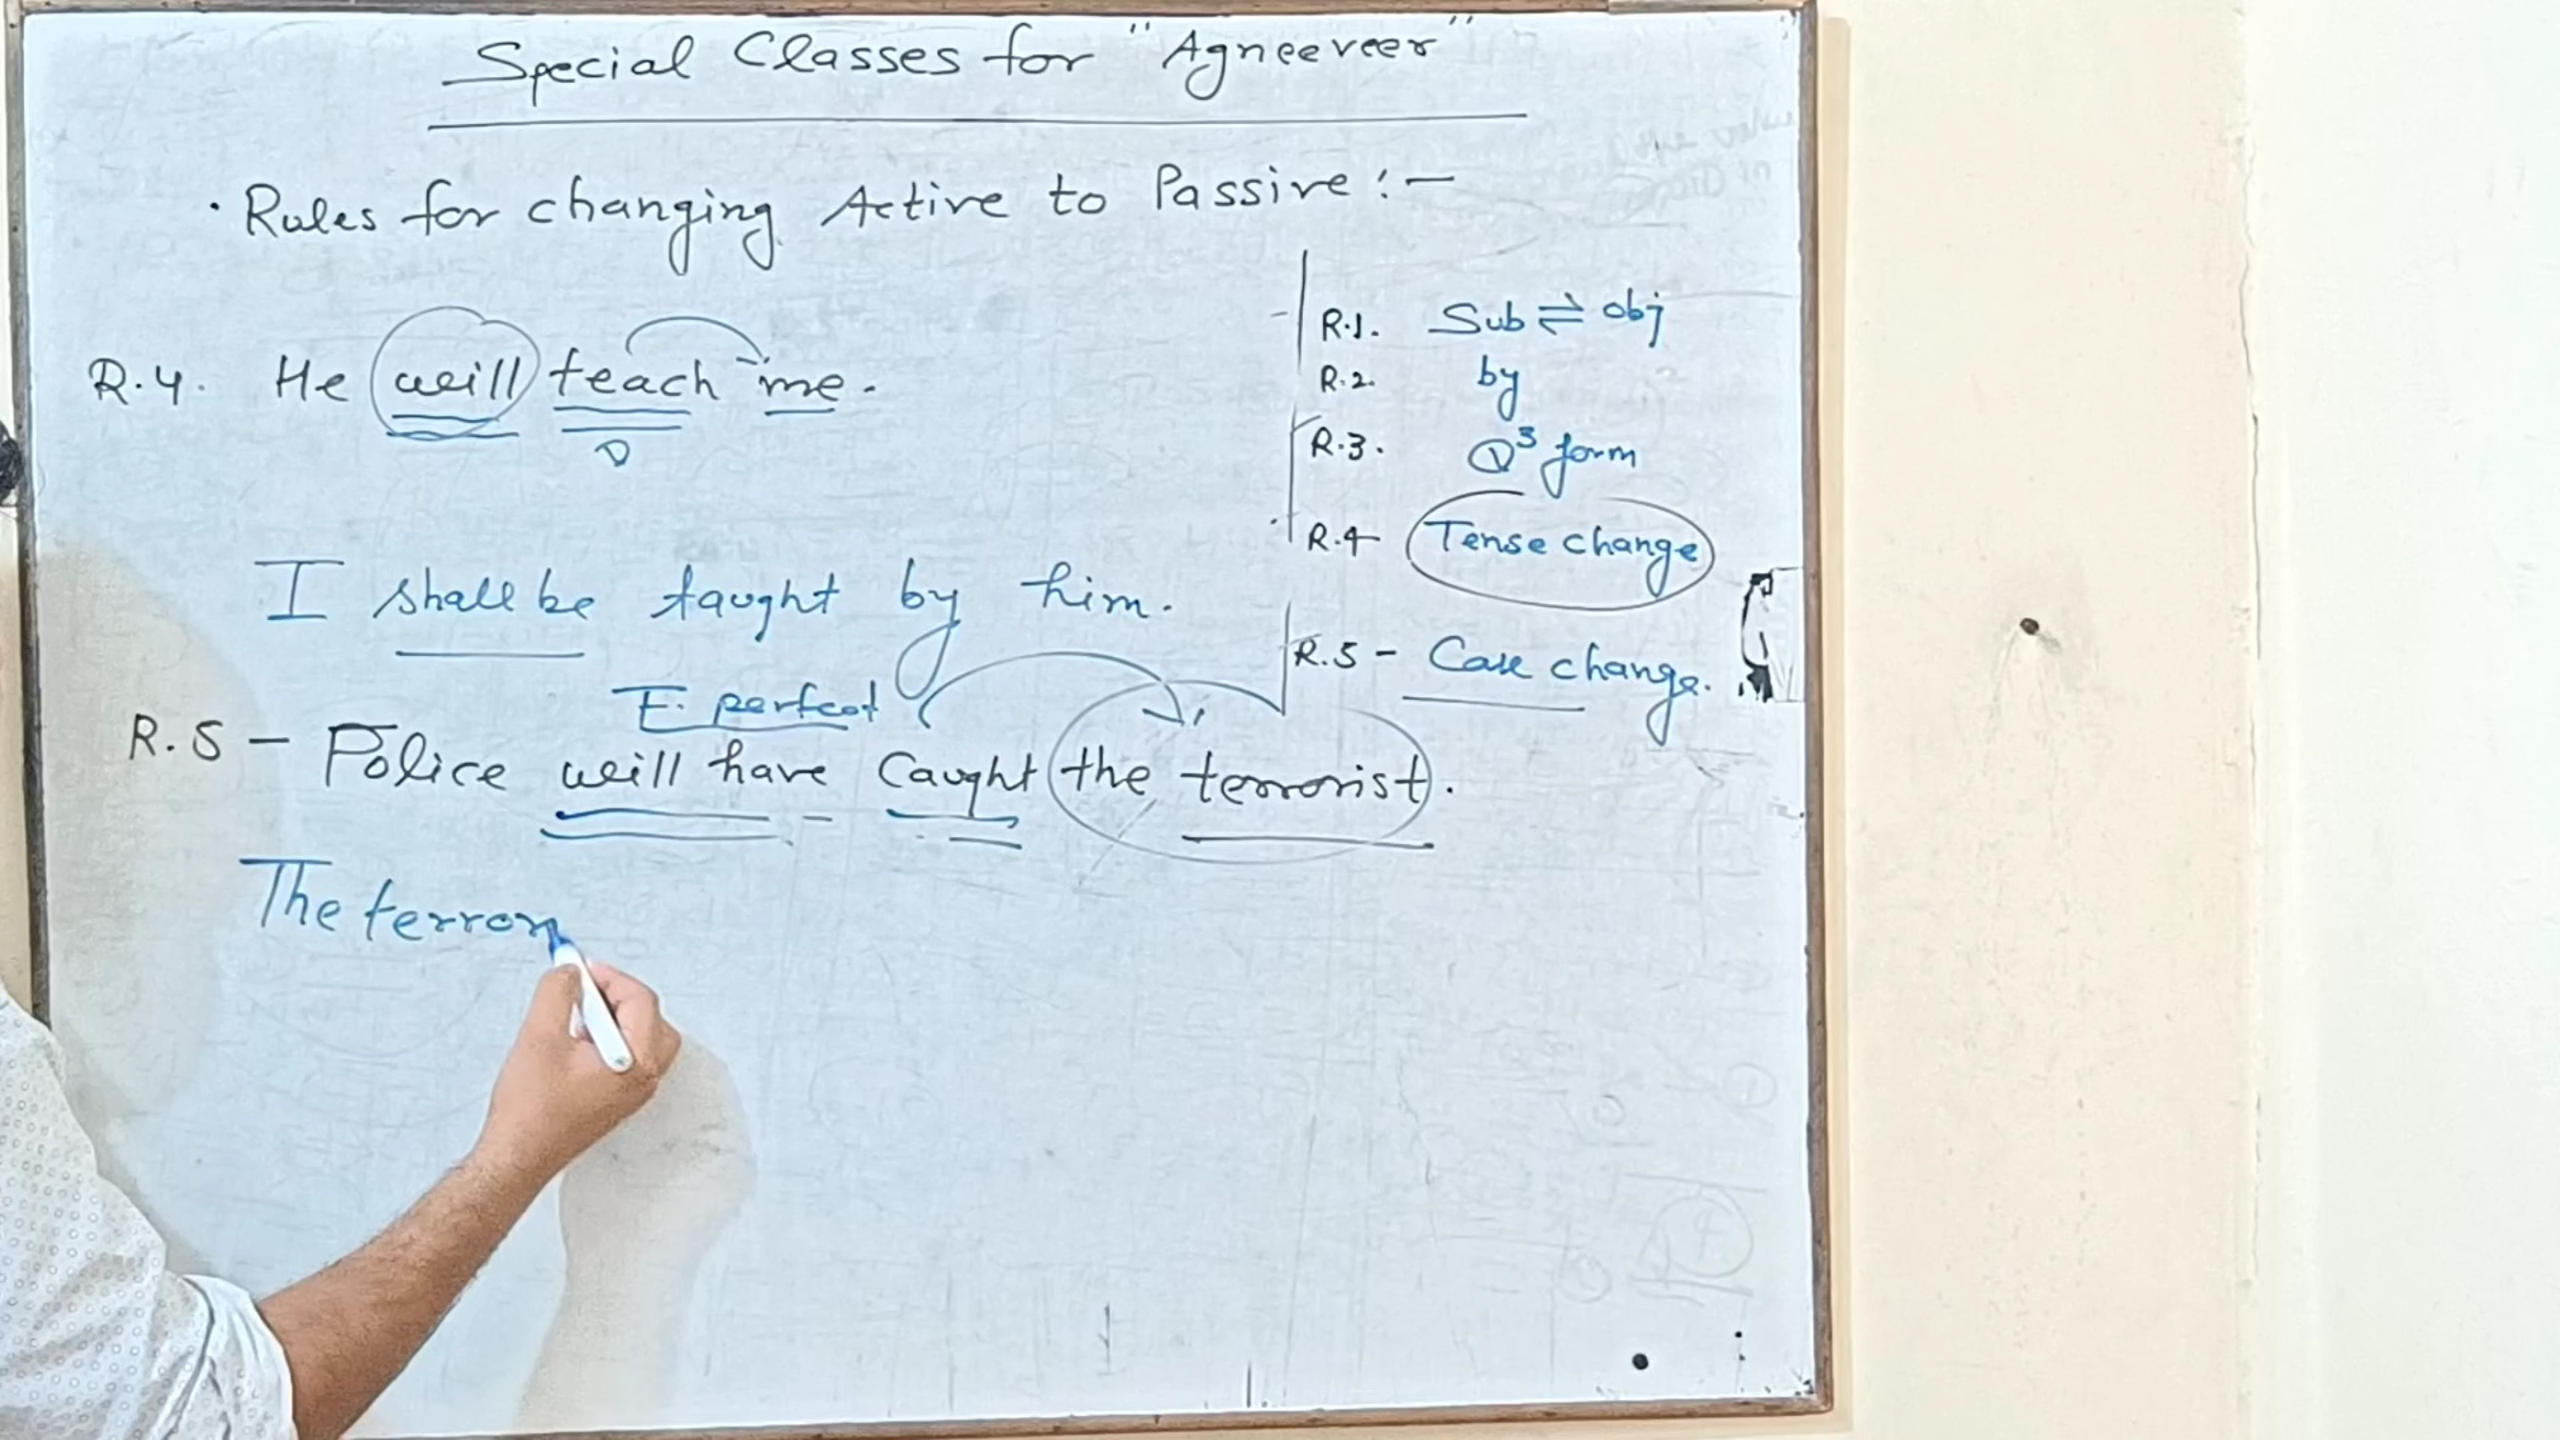 Special Classes for "Agneeveer"
• Rules for changing Active to Passive :-
R.1. Sub ⇌ obj
R.2. by
R.3. V³ form
R.4 Tense change
R.5 - Case change.
R.4. He will teach me.
V
I shall be taught by him.
F. perfect
R.5 - Police will have Caught the terrorist.
The terror